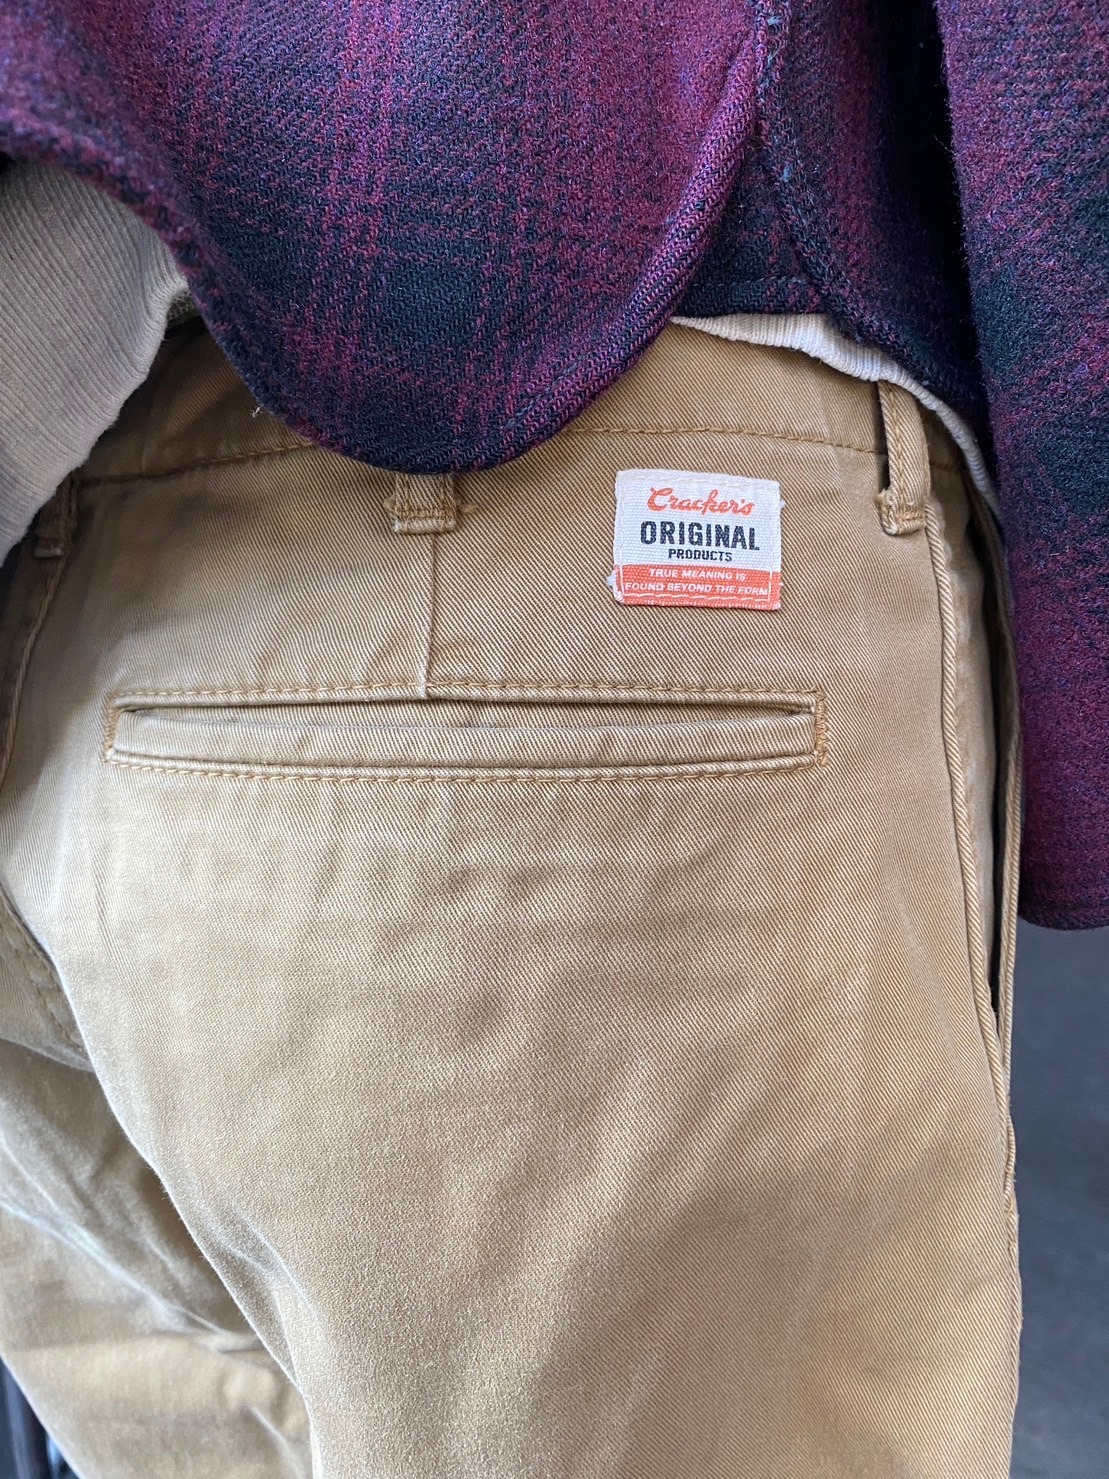 Cracker's
ORIGINAL
PRODUCTS
TRUE MEANING IS
FOUND BEYOND THE FORM